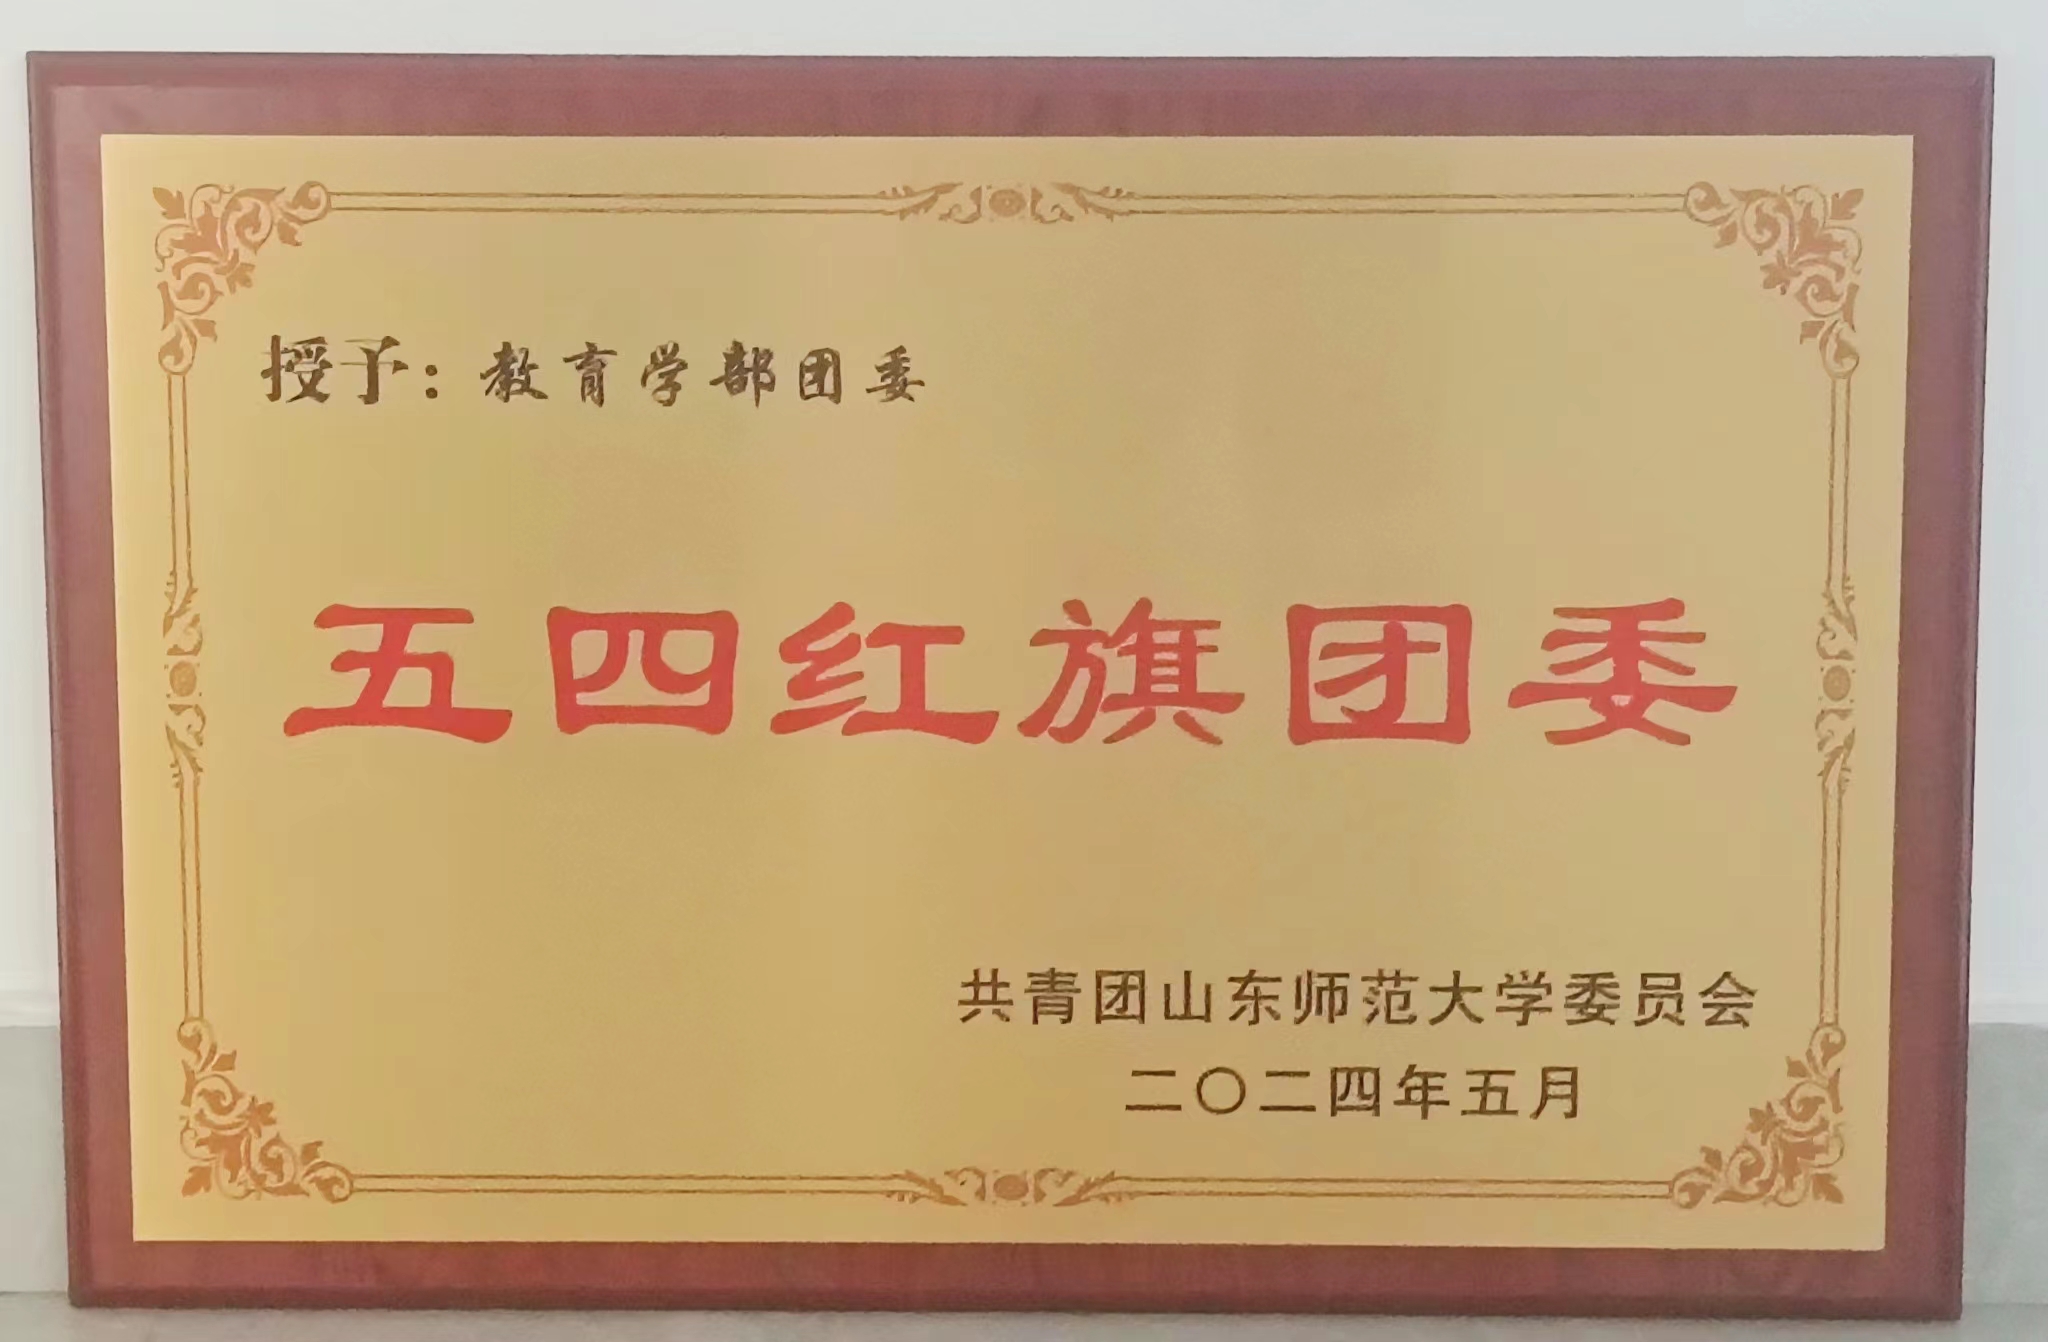 授予：教育学部团委
五四红旗团委
共青团山东师范大学委员会
二〇二四年五月